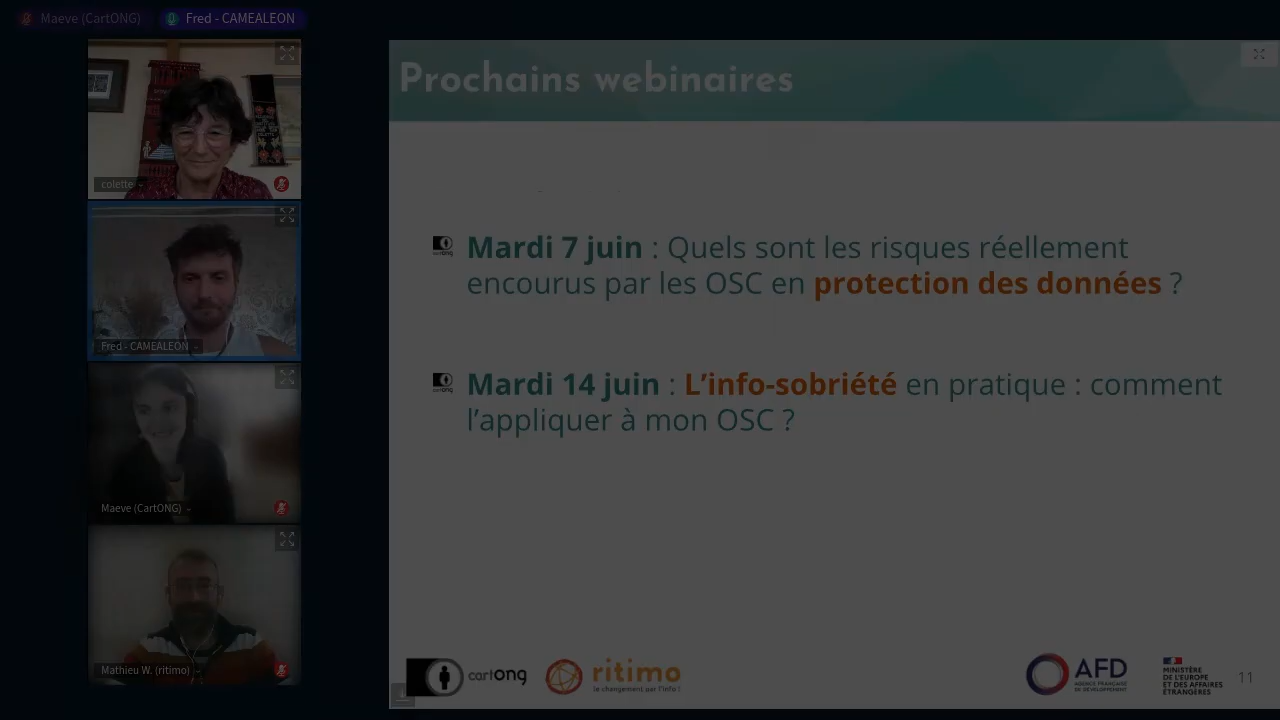 Maeve (CartONG) Fred - CAMEALEON
Prochains webinaires
colette
Fred - CAMEALEON
Maeve (CartONG)
Mathieu W. (ritimo)
Mardi 7 juin : Quels sont les risques réellement
encourus par les OSC en protection des données ?
Mardi 14 juin : L’info-sobriété en pratique : comment
l’appliquer à mon OSC ?
cartONG
ritimo
le changement par l'info !
AFD
AGENCE FRANÇAISE
DE DÉVELOPPEMENT
MINISTÈRE
DE L'EUROPE
ET DES AFFAIRES
ÉTRANGÈRES
11